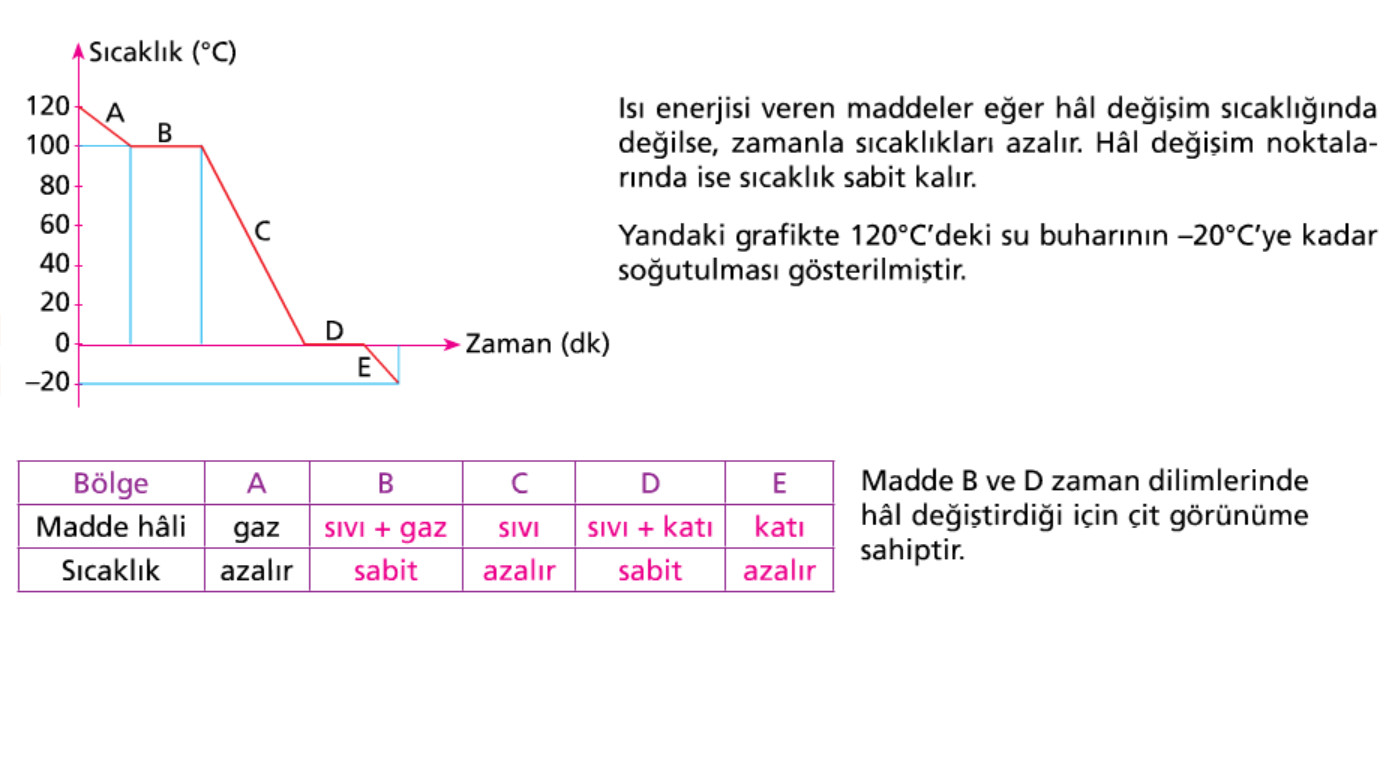 Sıcaklık (°C)
120
100
80
60
40
20
0
–20
A
B
C
D
E
Zaman (dk)
Isı enerjisi veren maddeler eğer hâl değişim sıcaklığında
değilse, zamanla sıcaklıkları azalır. Hâl değişim noktala-
rında ise sıcaklık sabit kalır.
Yandaki grafikte 120°C’deki su buharının –20°C’ye kadar
soğutulması gösterilmiştir.
Bölge A B C D E
Madde hâli gaz sıvı + gaz sıvı sıvı + katı katı
Sıcaklık azalır sabit azalır sabit azalır
Madde B ve D zaman dilimlerinde
hâl değiştirdiği için çit görünüme
sahiptir.